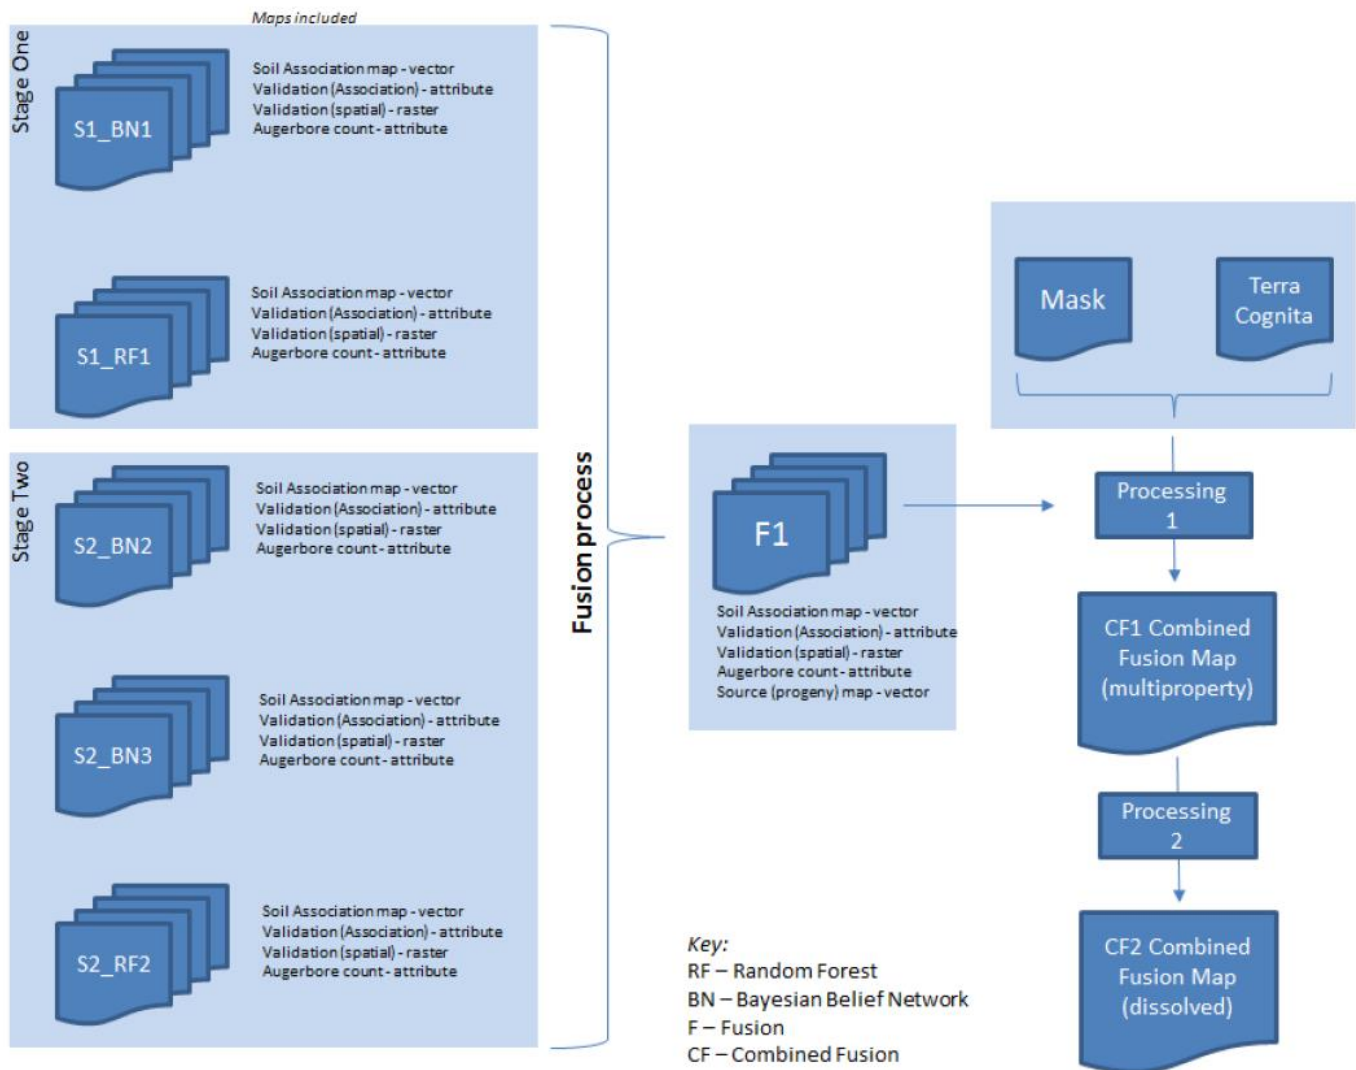 Maps included
Stage One
S1_BN1
Soil Association map - vector
Validation (Association) - attribute
Validation (spatial) - raster
Augerbore count - attribute
S1_RF1
Soil Association map - vector
Validation (Association) - attribute
Validation (spatial) - raster
Augerbore count - attribute
Stage Two
S2_BN2
Soil Association map - vector
Validation (Association) - attribute
Validation (spatial) - raster
Augerbore count - attribute
S2_BN3
Soil Association map - vector
Validation (Association) - attribute
Validation (spatial) - raster
Augerbore count - attribute
S2_RF2
Soil Association map - vector
Validation (Association) - attribute
Validation (spatial) - raster
Augerbore count - attribute
Fusion process
F1
Soil Association map - vector
Validation (Association) - attribute
Validation (spatial) - raster
Augerbore count - attribute
Source (progeny) map - vector
Mask
Terra
Cognita
Processing
1
CF1 Combined
Fusion Map
(multiproperty)
Processing
2
CF2 Combined
Fusion Map
(dissolved)
Key:
RF – Random Forest
BN – Bayesian Belief Network
F – Fusion
CF – Combined Fusion